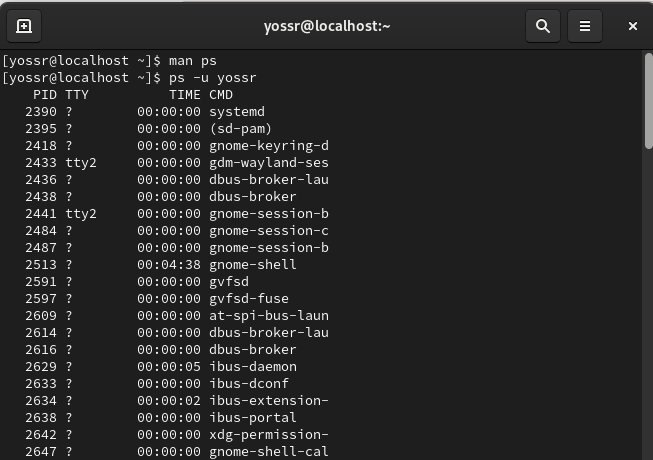 yossr@localhost:~
[yossr@localhost ~]$ man ps
[yossr@localhost ~]$ ps -u yossr
    PID TTY          TIME CMD
   2390 ?        00:00:00 systemd
   2395 ?        00:00:00 (sd-pam)
   2418 ?        00:00:00 gnome-keyring-d
   2433 tty2     00:00:00 gdm-wayland-ses
   2436 ?        00:00:00 dbus-broker-lau
   2438 ?        00:00:00 dbus-broker
   2441 tty2     00:00:00 gnome-session-b
   2484 ?        00:00:00 gnome-session-c
   2487 ?        00:00:00 gnome-session-b
   2513 ?        00:04:38 gnome-shell
   2591 ?        00:00:00 gvfsd
   2597 ?        00:00:00 gvfsd-fuse
   2609 ?        00:00:00 at-spi-bus-laun
   2614 ?        00:00:00 dbus-broker-lau
   2616 ?        00:00:00 dbus-broker
   2629 ?        00:00:05 ibus-daemon
   2633 ?        00:00:00 ibus-dconf
   2634 ?        00:00:02 ibus-extension-
   2638 ?        00:00:00 ibus-portal
   2642 ?        00:00:00 xdg-permission-
   2647 ?        00:00:00 gnome-shell-cal